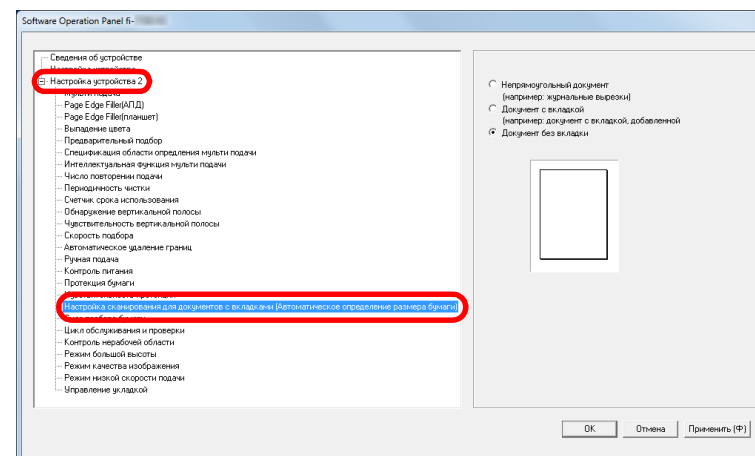 Software Operation Panel fi-
Сведения об устройстве
Настройка устройства 2
Page Edge Filler(АПД)
Page Edge Filler(планшет)
Выпадение цвета
Предварительный подбор
Спецификация области опредления мульти подачи
Интеллектуальная функция мульти подачи
Число повторении подачи
Периодичность чистки
Счетчик срока использования
Обнаружение вертикальной полосы
Чувствительность вертикальной полосы
Скорость подбора
Автоматическое удаление границ
Ручная подача
Контроль питания
Протекция бумаги
Настройка сканирования для документов с вкладками (Автоматическое определение размера бумаги)
Цикл обслуживания и проверки
Контроль нерабочей области
Режим большой высоты
Режим качества изображения
Режим низкой скорости подачи
Управление укладкой
Непрямоугольный документ
(например: журнальные вырезки)
Документ с вкладкой
(например: документ с вкладкой, добавленной
Документ без вкладки
OK
Отмена
Применить (Ф)